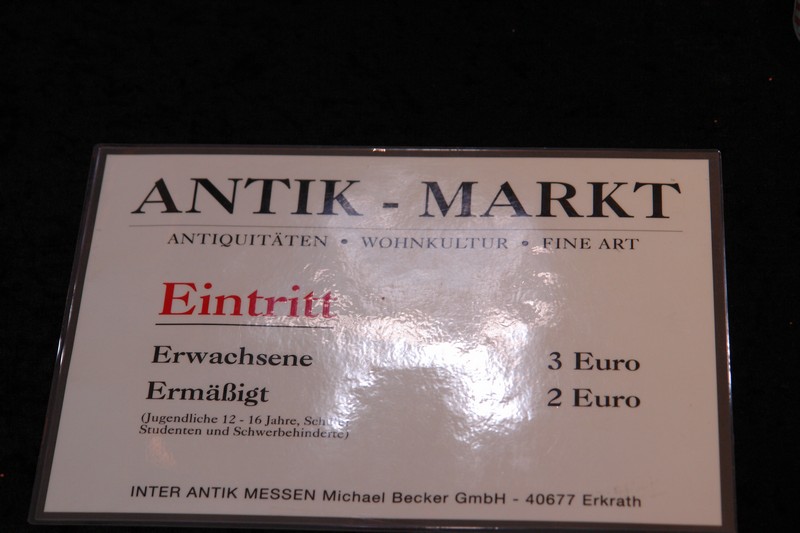 ANTIK - MARKT
ANTIQUITÄTEN • WOHNKULTUR • FINE ART
Eintritt
Erwachsene 3 Euro
Ermäßigt 2 Euro
(Jugendliche 12 - 16 Jahre, Schüler
Studenten und Schwerbehinderte)
INTER ANTIK MESSEN Michael Becker GmbH - 40677 Erkrath